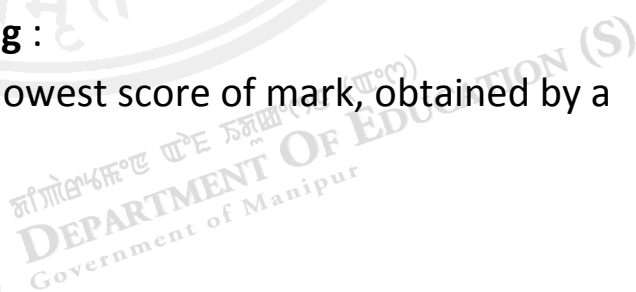 g :
owest score of mark, obtained by a
DEPARTMENT OF EDUCATION (S)
Government of Manipur